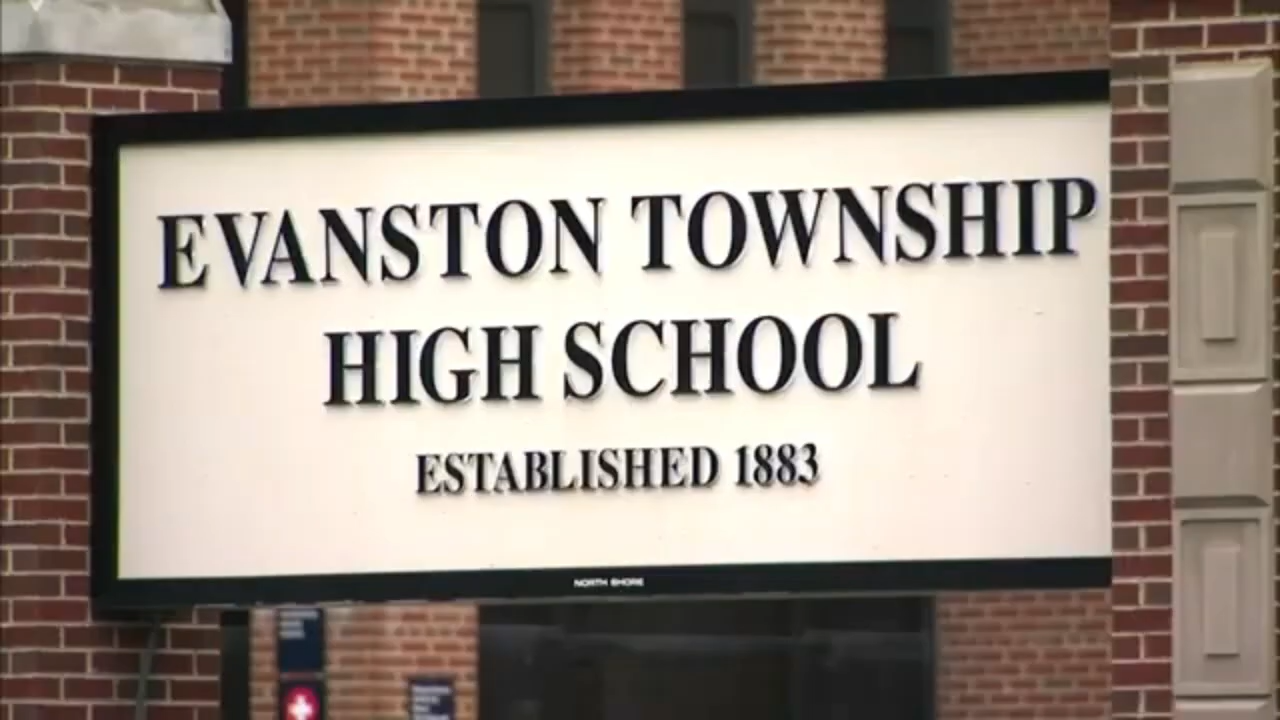 EVANSTON TOWNSHIP
HIGH SCHOOL
ESTABLISHED 1883
NORTH SHORE